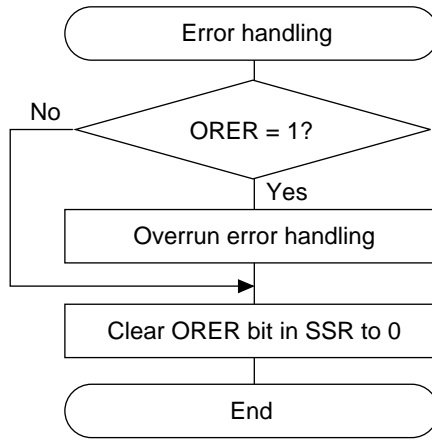 Error handling
No
ORER = 1?
Yes
Overrun error handling
Clear ORER bit in SSR to 0
End